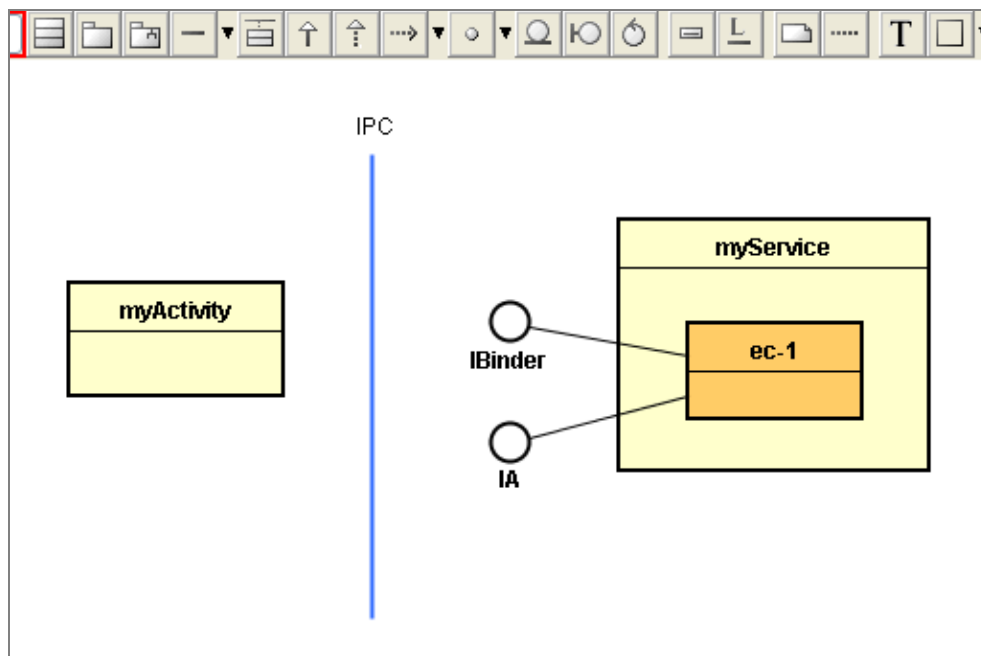 L
T
IPC
myService
myActivity
ec-1
IBinder
IA